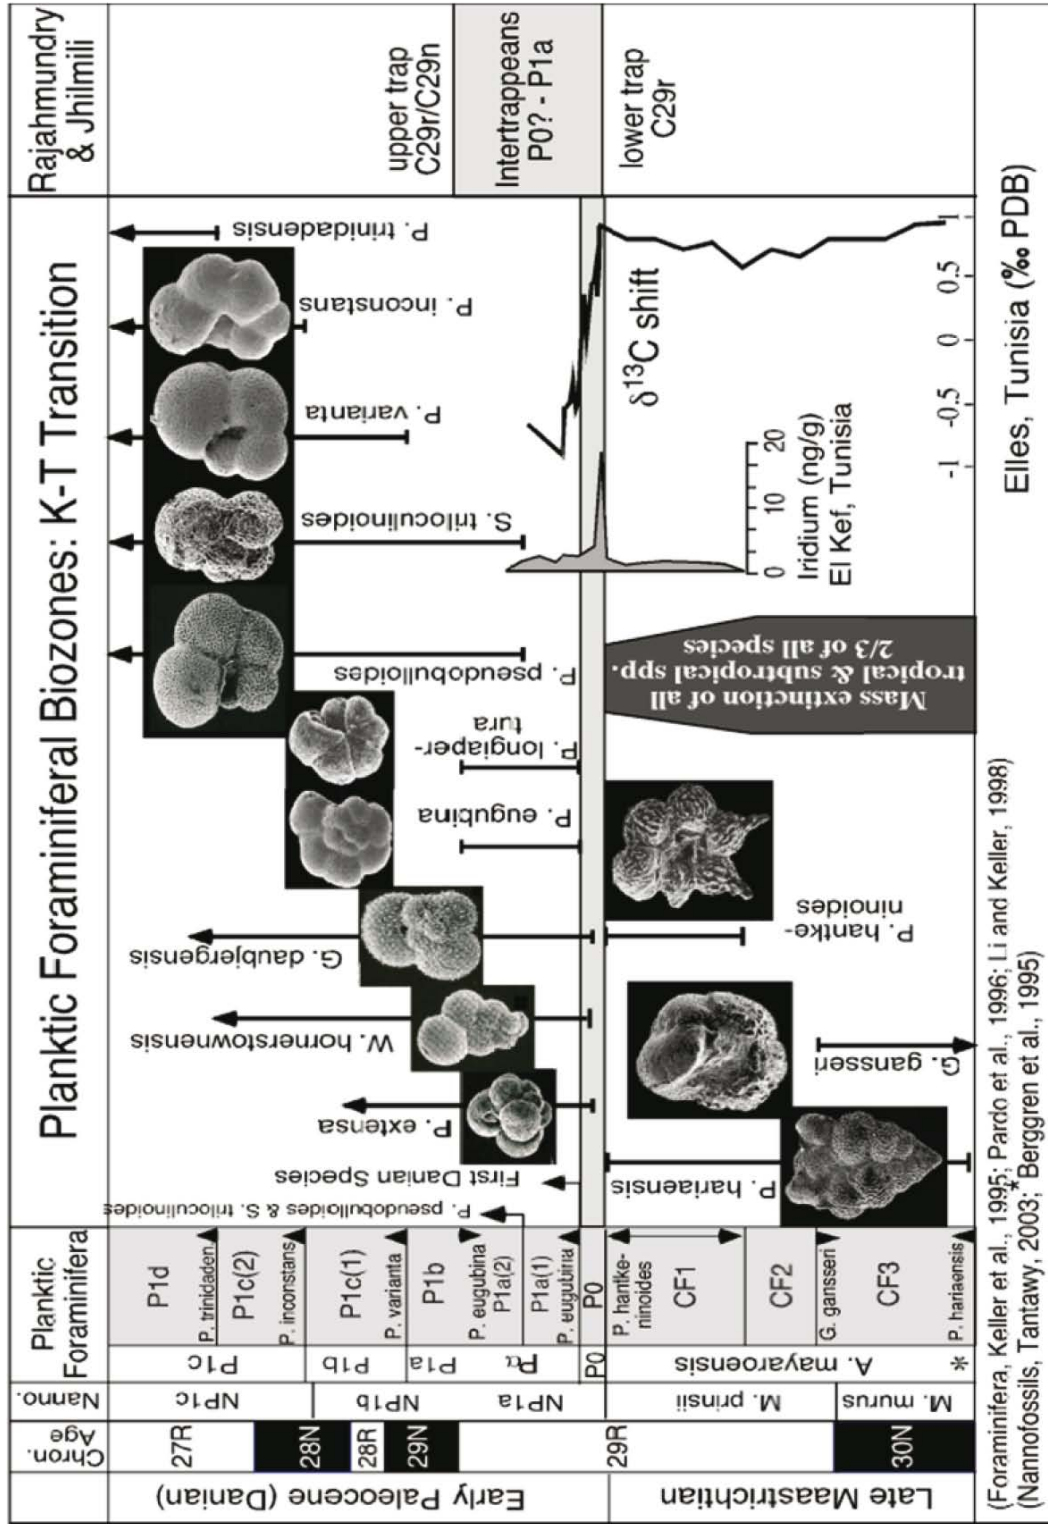 Planktic Foraminiferal Biozones: K-T Transition
Rajahmundry
& Jhilmili
Chron.
Age
Nanno.
Planktic
Foraminifera
Early Paleocene (Danian)
Late Maastrichtian
27R
28N
28R
29N
29R
30N
NP1c
NP1b
NP1a
M. prinsii
M. murus
P1c
P1b
P1a
Pα
P0
A. mayaroensis
*
P1d
P. trinidaden
P1c(2)
P. inconstans
P1c(1)
P. varianta
P1b
P. eugubina
P1a(2)
P1a(1)
P. eugubina
P0
P. hantke-
ninoides
CF1
CF2
G. gansseri
CF3
P. hariaensis
P. pseudobulloides & S. triloculinoides
First Danian Species
P. extensa
W. hornerstownensis
G. daubjergensis
P. eugubina
P. longiaper-
tura
P. pseudobulloides
S. triloculinoides
P. varianta
P. inconstans
P. trinidadensis
P. hariaensis
G. gansseri
P. hantke-
ninoides
Mass extinction of all
tropical & subtropical spp.
2/3 of all species
0 10 20
Iridium (ng/g)
El Kef, Tunisia
δ13C shift
-1 -0.5 0 0.5 1
Elles, Tunisia (‰ PDB)
upper trap
C29r/C29n
Intertrappeans
P0? - P1a
lower trap
C29r
(Foraminifera, Keller et al., 1995; Pardo et al., 1996; Li and Keller, 1998)
(Nannofossils, Tantawy, 2003; * Berggren et al., 1995)